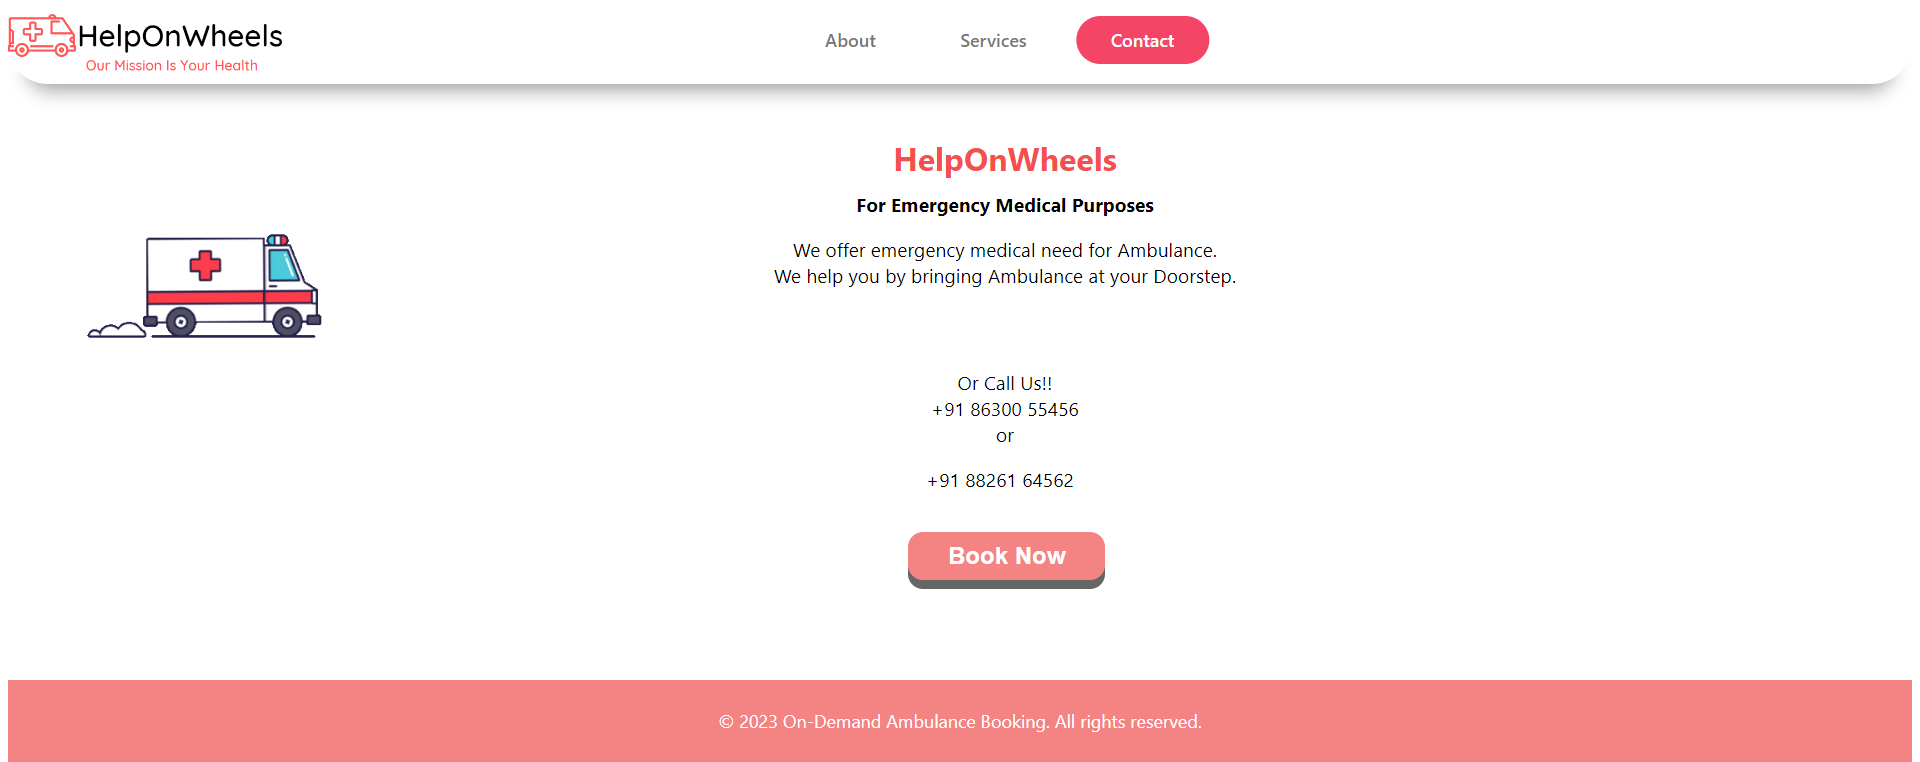 HelpOnWheels
Our Mission Is Your Health
About
Services
Contact
HelpOnWheels
For Emergency Medical Purposes
We offer emergency medical need for Ambulance.
We help you by bringing Ambulance at your Doorstep.
Or Call Us!!
+91 86300 55456
or
+91 88261 64562
Book Now
© 2023 On-Demand Ambulance Booking. All rights reserved.